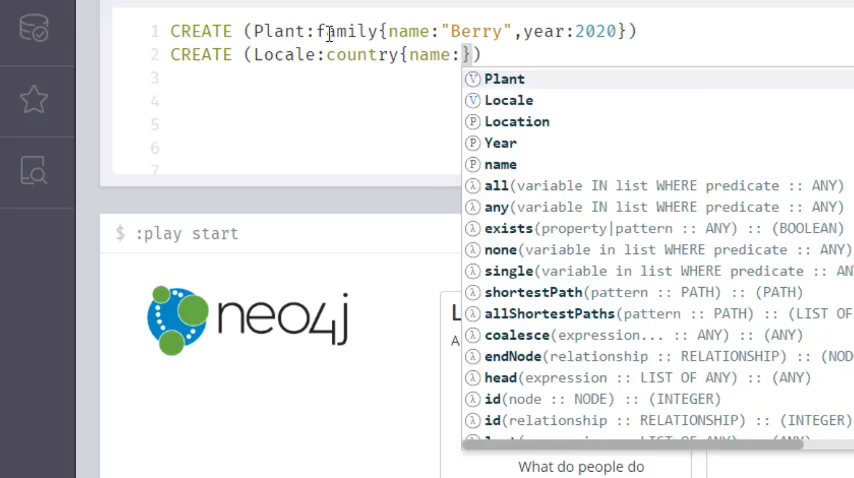 1 CREATE (Plant:family{name:"Berry",year:2020})
2 CREATE (Locale:country{name:})
3
4
5
6
7
V Plant
V Locale
P Location
P Year
P name
λ all(variable IN list WHERE predicate :: ANY)
λ any(variable IN list WHERE predicate :: ANY)
λ exists(property|pattern :: ANY) :: (BOOLEAN)
λ none(variable in list WHERE predicate :: ANY)
λ single(variable in list WHERE predicate :: AN
λ shortestPath(pattern :: PATH) :: (PATH)
λ allShortestPaths(pattern :: PATH) :: (LIST OF
λ coalesce(expression... :: ANY) :: (ANY)
λ endNode(relationship :: RELATIONSHIP) :: (NOD
λ head(expression :: LIST OF ANY) :: (ANY)
λ id(node :: NODE) :: (INTEGER)
λ id(relationship :: RELATIONSHIP) :: (INTEGER)
$ :play start
neo4j
L
A
What do people do